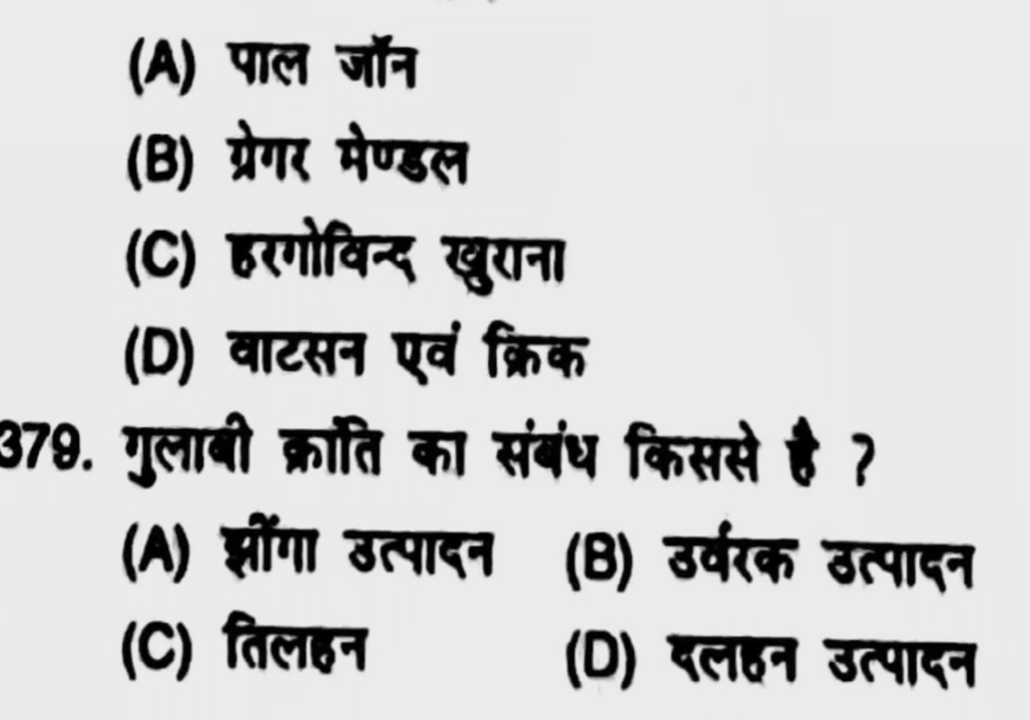 (A) पाल जॉन
(B) ग्रेगर मेण्डल
(C) हरगोविन्द खुराना
(D) वाटसन एवं क्रिक
379. गुलाबी क्रांति का संबंध किससे है ?
(A) झींगा उत्पादन (B) उर्वरक उत्पादन
(C) तिलहन (D) दलहन उत्पादन